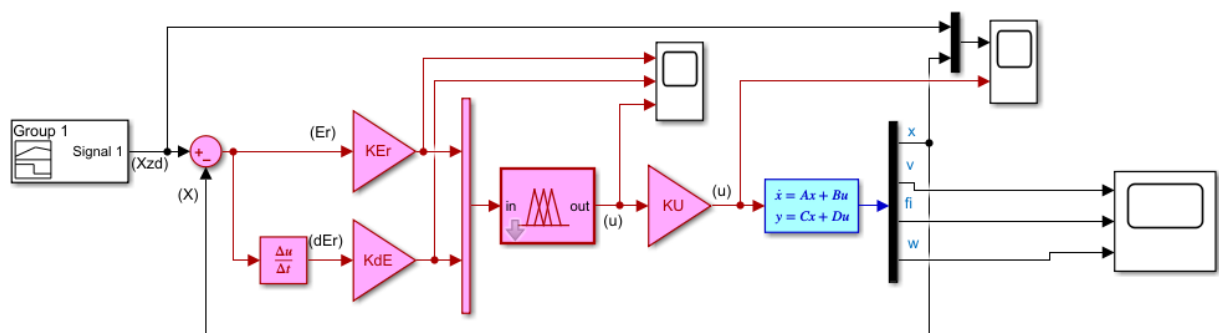 Group 1
Signal 1
(Xzd)
(X)
+
−
(Er)
KEr
Δu
Δt
(dEr)
KdE
in
out
(u)
KU
(u)
ẋ = Ax + Bu
y = Cx + Du
x
v
fi
w